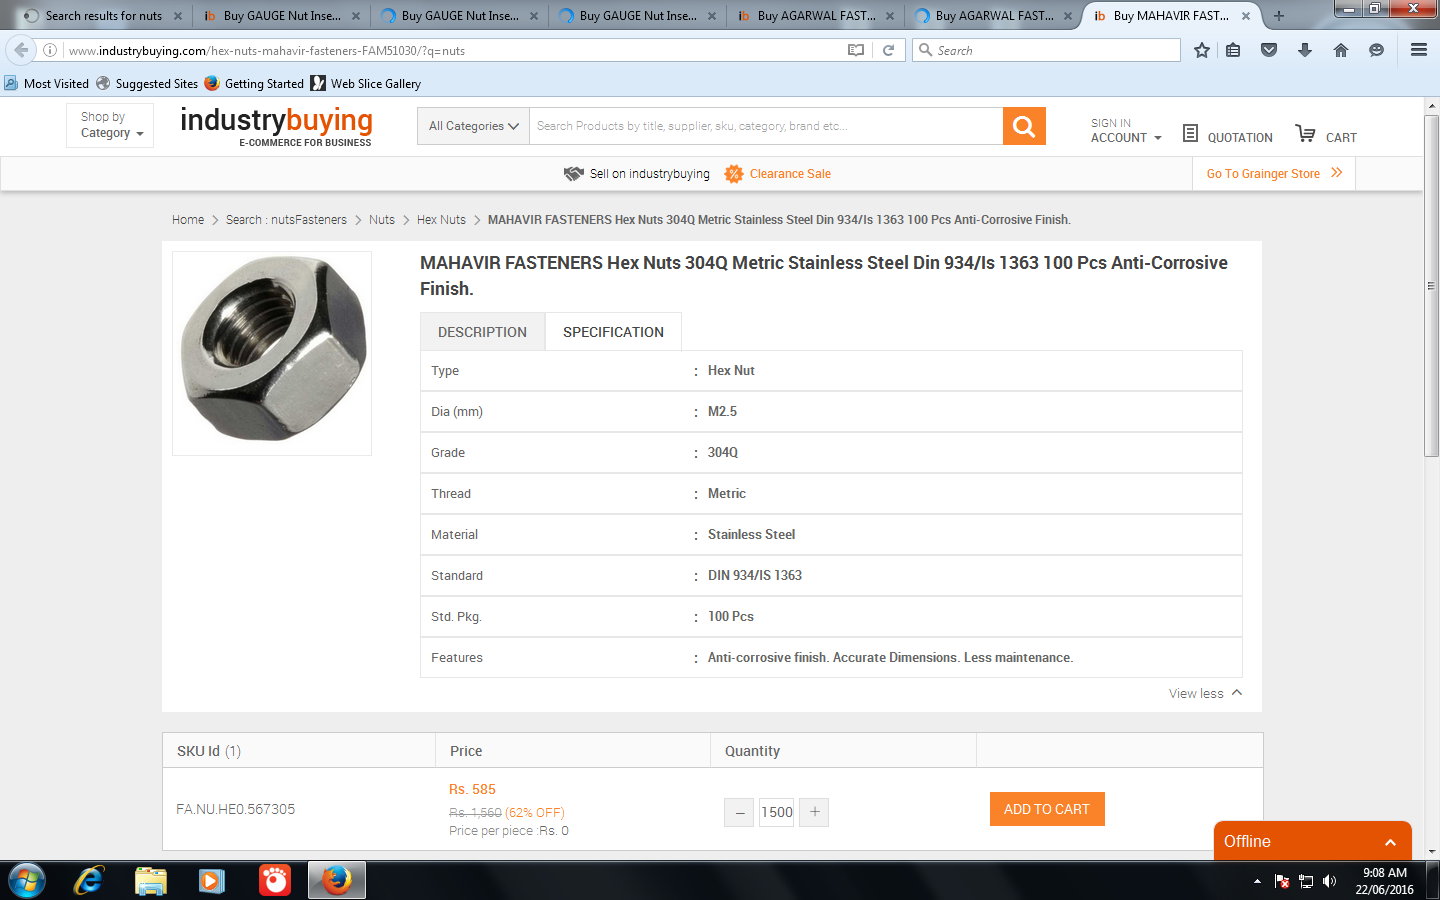 Search results for nuts
Buy GAUGE Nut Inse...
Buy GAUGE Nut Inse...
Buy GAUGE Nut Inse...
Buy AGARWAL FAST...
Buy AGARWAL FAST...
Buy MAHAVIR FAST...
www.industrybuying.com/hex-nuts-mahavir-fasteners-FAM51030/?q=nuts
Search
Most Visited Suggested Sites Getting Started Web Slice Gallery
Shop by
Category
industrybuying
E-COMMERCE FOR BUSINESS
All Categories
Search Products by title, supplier, sku, category, brand etc...
SIGN IN
ACCOUNT
QUOTATION
CART
Sell on industrybuying
Clearance Sale
Go To Grainger Store
Home > Search : nutsFasteners > Nuts > Hex Nuts > MAHAVIR FASTENERS Hex Nuts 304Q Metric Stainless Steel Din 934/Is 1363 100 Pcs Anti-Corrosive Finish.
MAHAVIR FASTENERS Hex Nuts 304Q Metric Stainless Steel Din 934/Is 1363 100 Pcs Anti-Corrosive
Finish.
DESCRIPTION SPECIFICATION
Type : Hex Nut
Dia (mm) : M2.5
Grade : 304Q
Thread : Metric
Material : Stainless Steel
Standard : DIN 934/IS 1363
Std. Pkg. : 100 Pcs
Features : Anti-corrosive finish. Accurate Dimensions. Less maintenance.
View less
SKU Id (1) Price Quantity
FA.NU.HE0.567305
Rs. 585
Rs. 1,560 (62% OFF)
Price per piece :Rs. 0
– 1500 +
ADD TO CART
Offline
9:08 AM
22/06/2016